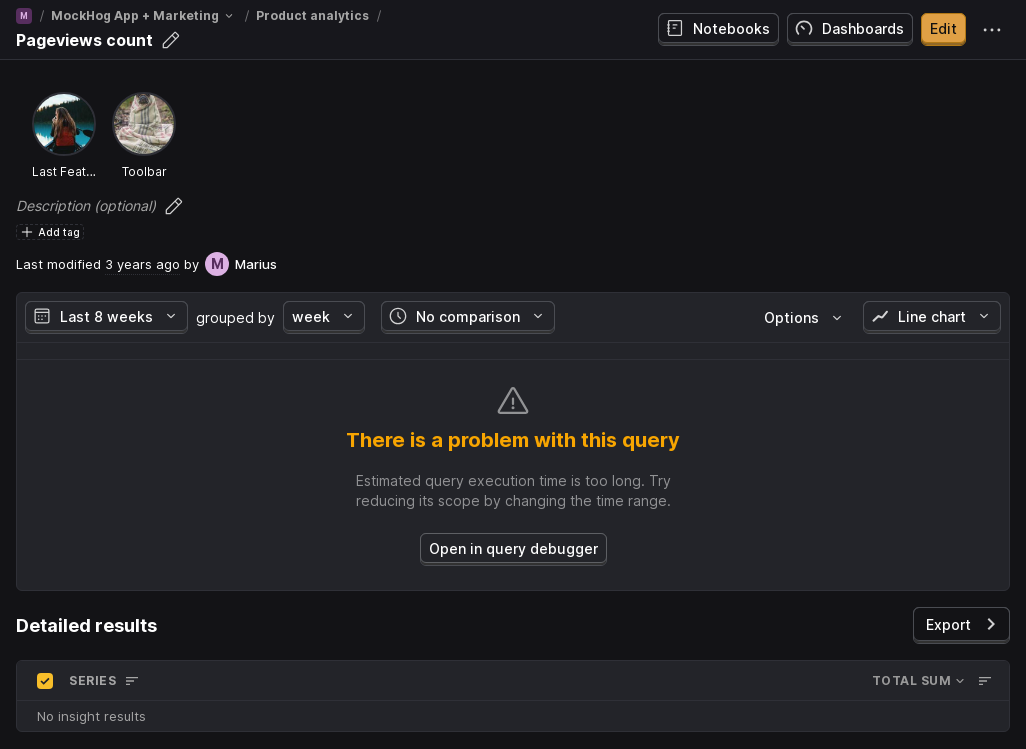 M / MockHog App + Marketing / Product analytics /
Pageviews count
Notebooks
Dashboards
Edit
Last Feat...
Toolbar
Description (optional)
Add tag
Last modified 3 years ago by M Marius
Last 8 weeks grouped by week No comparison Options Line chart
There is a problem with this query
Estimated query execution time is too long. Try
reducing its scope by changing the time range.
Open in query debugger
Detailed results
Export
SERIES TOTAL SUM
No insight results